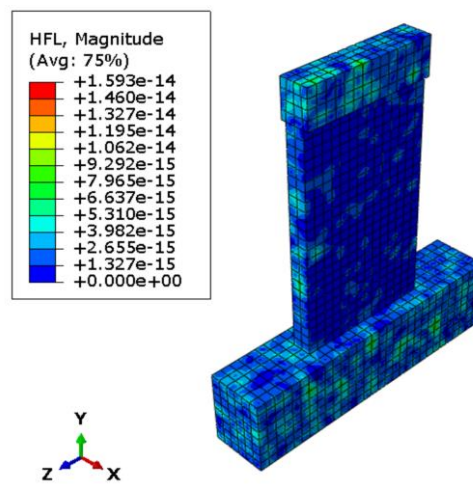 HFL, Magnitude
(Avg: 75%)
+1.593e-14
+1.460e-14
+1.327e-14
+1.195e-14
+1.062e-14
+9.292e-15
+7.965e-15
+6.637e-15
+5.310e-15
+3.982e-15
+2.655e-15
+1.327e-15
+0.000e+00
Y
Z
X